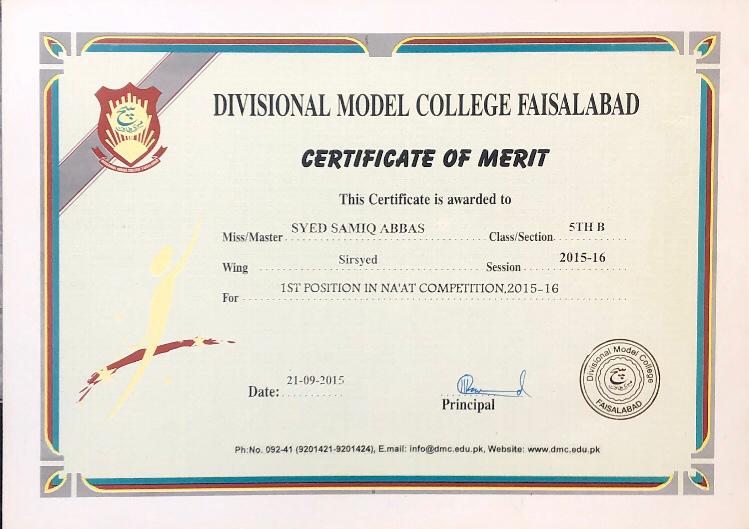 DIVISIONAL MODEL COLLEGE FAISALABAD
CERTIFICATE OF MERIT
This Certificate is awarded to
Miss/Master SYED SAMIQ ABBAS Class/Section 5TH B
Wing Sirsyed Session 2015-16
For 1ST POSITION IN NA'AT COMPETITION,2015-16
Date: 21-09-2015
Principal
Divisional Model College
FAISALABAD
Ph:No. 092-41 (9201421-9201424), E.mail: info@dmc.edu.pk, Website: www.dmc.edu.pk